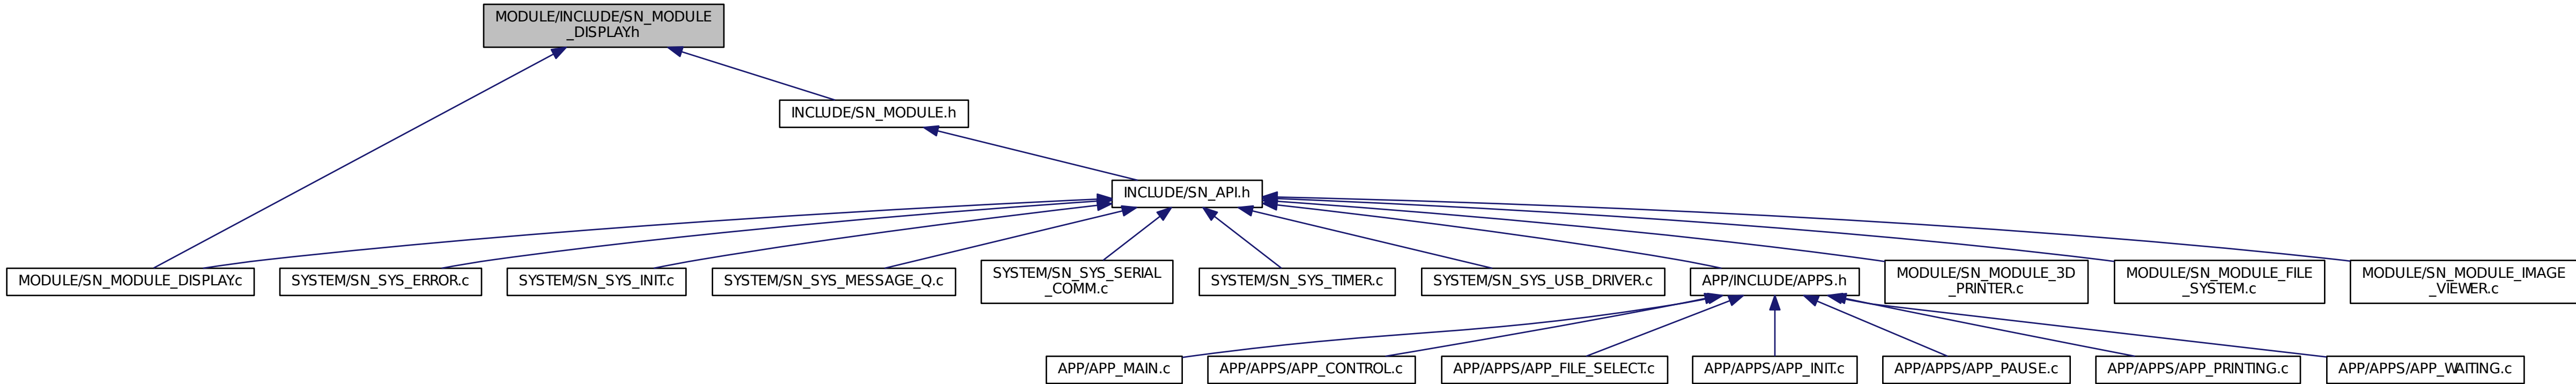 MODULE/INCLUDE/SN_MODULE
_DISPLAY.h
INCLUDE/SN_MODULE.h
INCLUDE/SN_API.h
MODULE/SN_MODULE_DISPLAY.c
SYSTEM/SN_SYS_ERROR.c
SYSTEM/SN_SYS_INIT.c
SYSTEM/SN_SYS_MESSAGE_Q.c
SYSTEM/SN_SYS_SERIAL
_COMM.c
SYSTEM/SN_SYS_TIMER.c
SYSTEM/SN_SYS_USB_DRIVER.c
APP/INCLUDE/APPS.h
MODULE/SN_MODULE_3D
_PRINTER.c
MODULE/SN_MODULE_FILE
_SYSTEM.c
MODULE/SN_MODULE_IMAGE
_VIEWER.c
APP/APP_MAIN.c
APP/APPS/APP_CONTROL.c
APP/APPS/APP_FILE_SELECT.c
APP/APPS/APP_INIT.c
APP/APPS/APP_PAUSE.c
APP/APPS/APP_PRINTING.c
APP/APPS/APP_WAITING.c